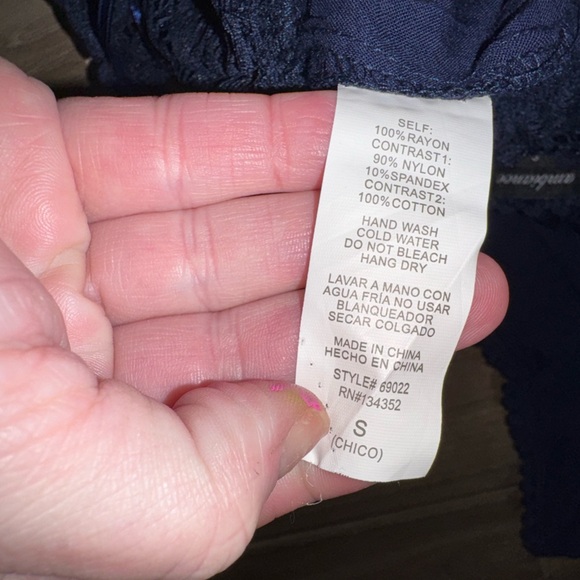 SELF:
100%RAYON
CONTRAST1:
90% NYLON
10%SPANDEX
CONTRAST2:
100%COTTON
HAND WASH
COLD WATER
DO NOT BLEACH
HANG DRY
LAVAR A MANO CON
AGUA FRÍA NO USAR
BLANQUEADOR
SECAR COLGADO
MADE IN CHINA
HECHO EN CHINA
STYLE# 69022
RN#134352
S
(CHICO)
ambiance